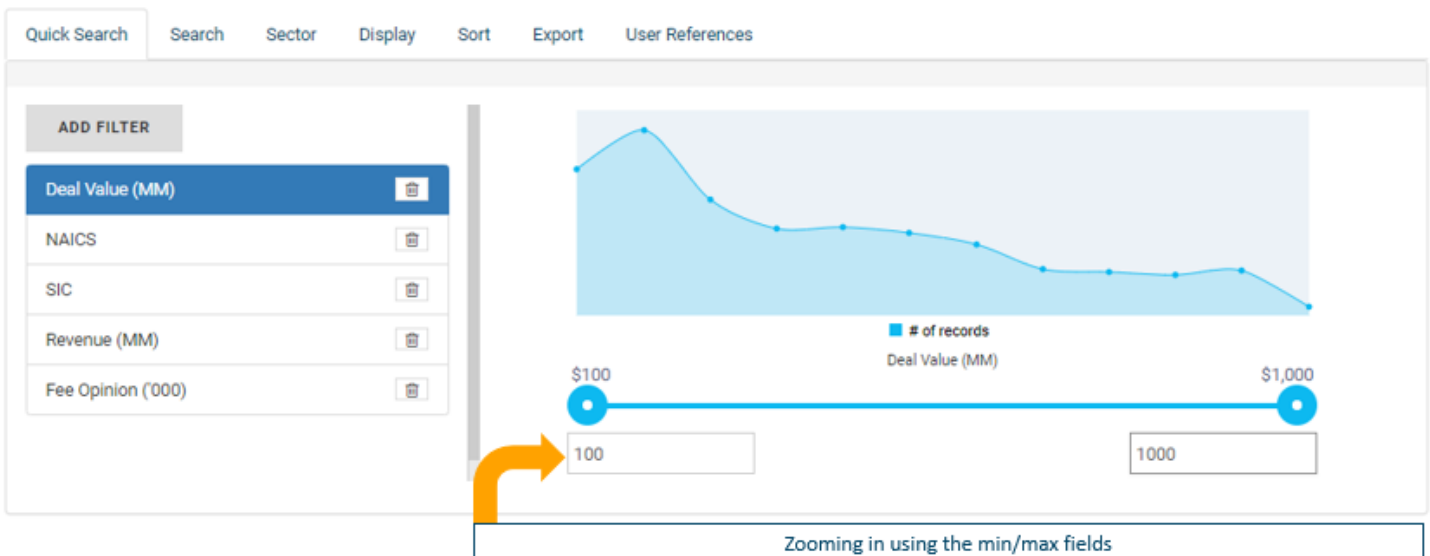 Quick Search Search Sector Display Sort Export User References
ADD FILTER
Deal Value (MM)
NAICS
SIC
Revenue (MM)
Fee Opinion ('000)
# of records
Deal Value (MM)
$100 $1,000
100 1000
Zooming in using the min/max fields